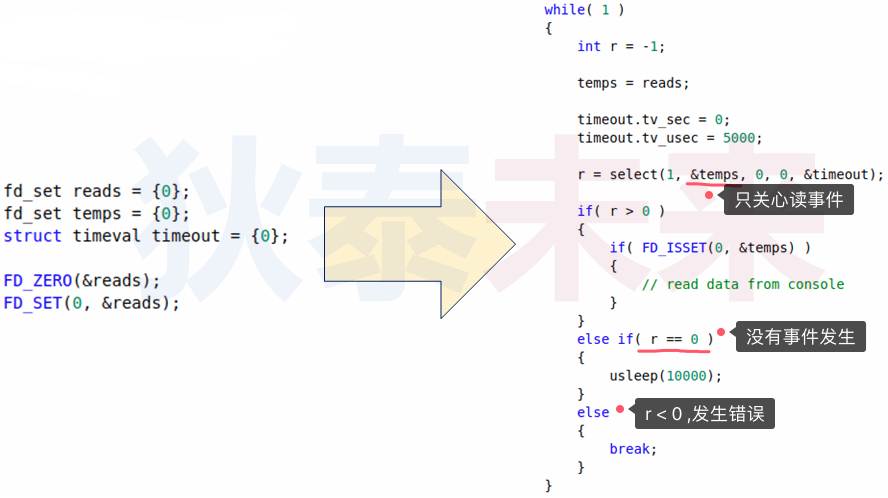 fd_set reads = {0};
fd_set temps = {0};
struct timeval timeout = {0};
FD_ZERO(&reads);
FD_SET(0, &reads);
while( 1 )
{
int r = -1;
temps = reads;
timeout.tv_sec = 0;
timeout.tv_usec = 5000;
r = select(1, &temps, 0, 0, &timeout);
只关心读事件
if( r > 0 )
{
if( FD_ISSET(0, &temps) )
{
// read data from console
}
}
else if( r == 0 )
没有事件发生
{
usleep(10000);
}
else
r < 0 ,发生错误
{
break;
}
}
狄泰未来